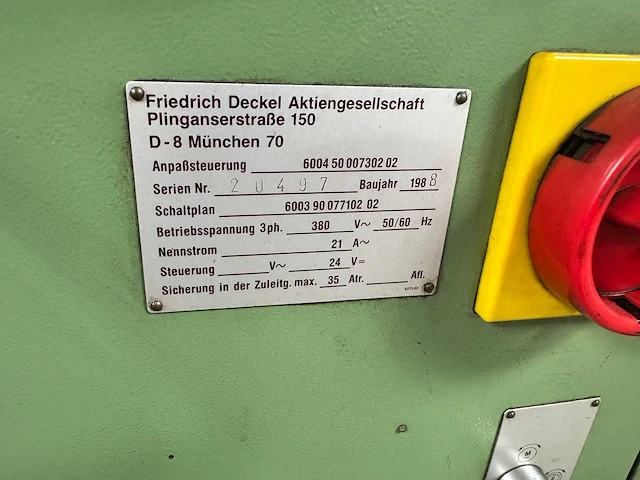 Friedrich Deckel Aktiengesellschaft
Plinganserstraße 150
D-8 München 70
Anpaßsteuerung 6004 50 007302 02
Serien Nr. 20497 Baujahr 1988
Schaltplan 6003 90 077102 02
Betriebsspannung 3ph. 380 V~ 50/60 Hz
Nennstrom 21 A~
Steuerung V~ 24 V=
Sicherung in der Zuleitg. max. 35 Atr. Afl.
M